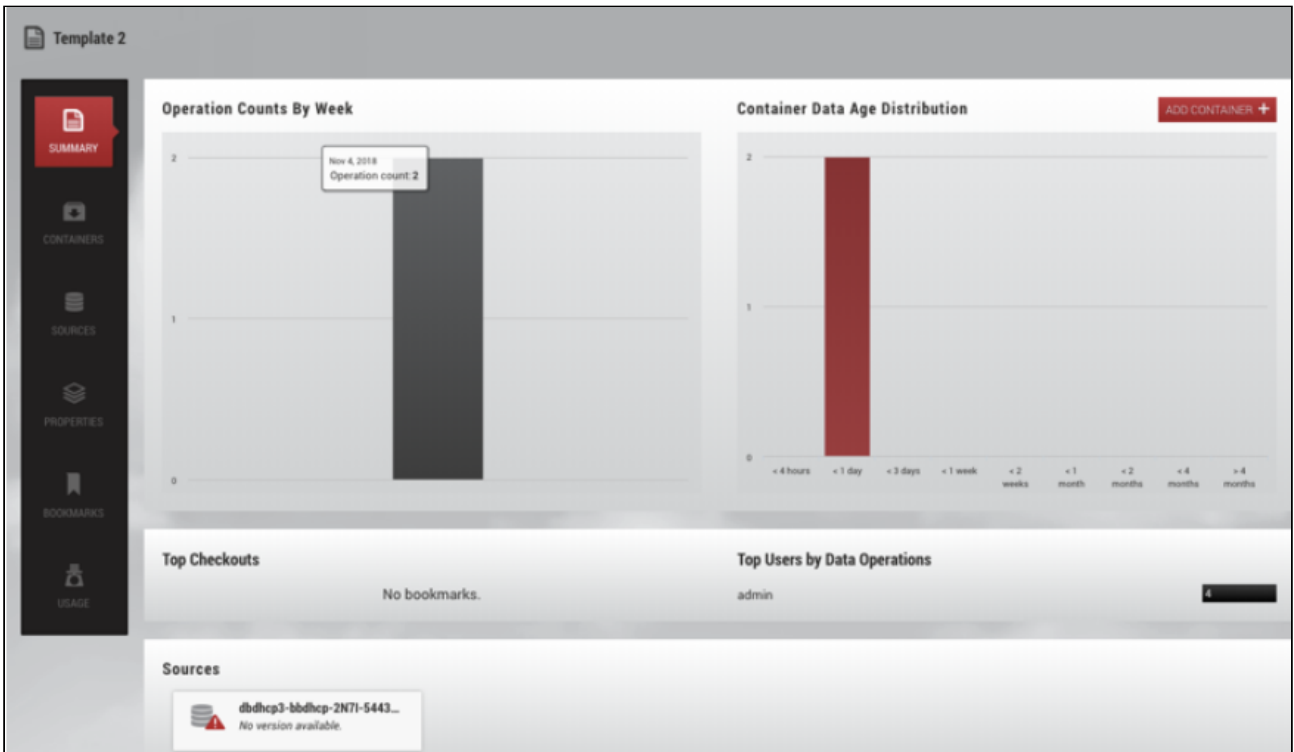 Template 2
SUMMARY
CONTAINERS
SOURCES
PROPERTIES
BOOKMARKS
USAGE
Operation Counts By Week
2
1
0
Nov 4, 2018
Operation count: 2
Container Data Age Distribution
ADD CONTAINER +
2
1
0
< 4 hours
< 1 day
< 3 days
< 1 week
< 2
weeks
< 1
month
< 2
months
< 4
months
> 4
months
Top Checkouts
No bookmarks.
Top Users by Data Operations
admin
4
Sources
dbdhcp3-bbdhcp-2N7I-5443...
No version available.